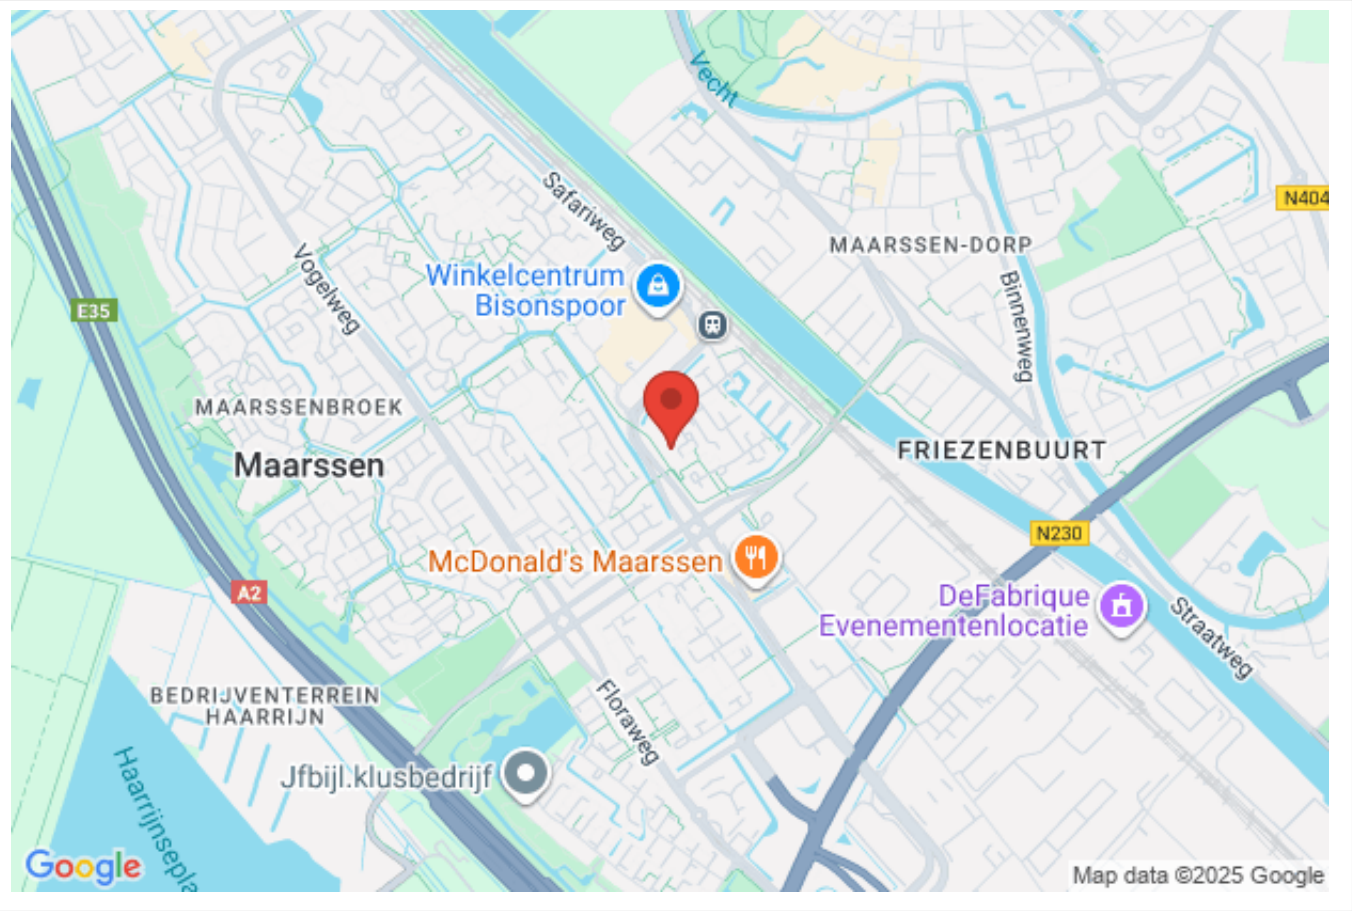 Vecht
N404
Safariweg
MAARSSEN-DORP
Vogelweg
Winkelcentrum
Bisonspoor
Binnenweg
E35
MAARSSENBROEK
Maarssen
FRIEZENBUURT
N230
McDonald's Maarssen
A2
DeFabrique
Evenementenlocatie
Straatweg
BEDRIJVENTERREIN
HAARRIJN
Floraweg
Jfbijl.klusbedrijf
Haarrijnsepla
Google
Map data ©2025 Google